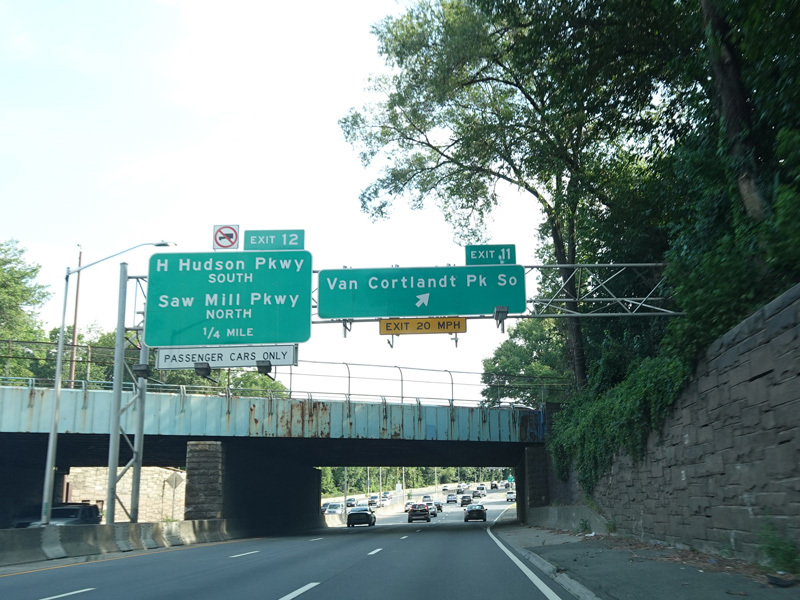 EXIT 12
H Hudson Pkwy
SOUTH
Saw Mill Pkwy
NORTH
1/4 MILE
PASSENGER CARS ONLY
EXIT 11
Van Cortlandt Pk So
EXIT 20 MPH